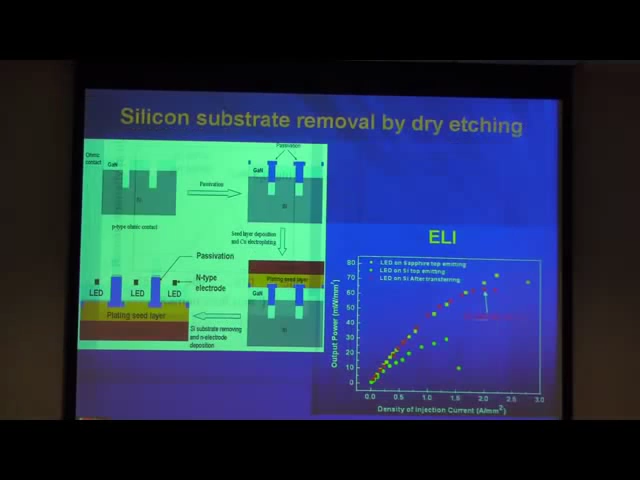 Silicon substrate removal by dry etching
Passivation
Ohmic
contact
GaN
Si
p-type ohmic contact
Passivation
GaN
Si
Seed layer deposition
and Cu electroplating
Passivation
N-type
electrode
LED
LED
LED
Plating seed layer
Si substrate removing
and n-electrode
deposition
Plating seed layer
GaN
Si
ELI
LED on Sapphire top emitting
LED on Si top emitting
LED on Si After transferring
Output Power (mW/mm²)
80
70
60
50
40
30
20
10
0
0.0 0.5 1.0 1.5 2.0 2.5 3.0
Density of Injection Current (A/mm²)